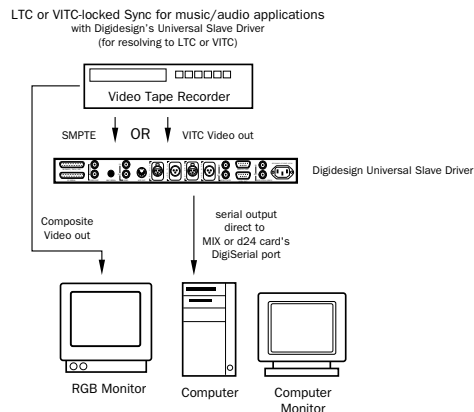 LTC or VITC-locked Sync for music/audio applications
with Digidesign's Universal Slave Driver
(for resolving to LTC or VITC)
Video Tape Recorder
SMPTE
OR
VITC Video out
Digidesign Universal Slave Driver
Composite
Video out
serial output
direct to
MIX or d24 card's
DigiSerial port
RGB Monitor
Computer
Computer
Monitor